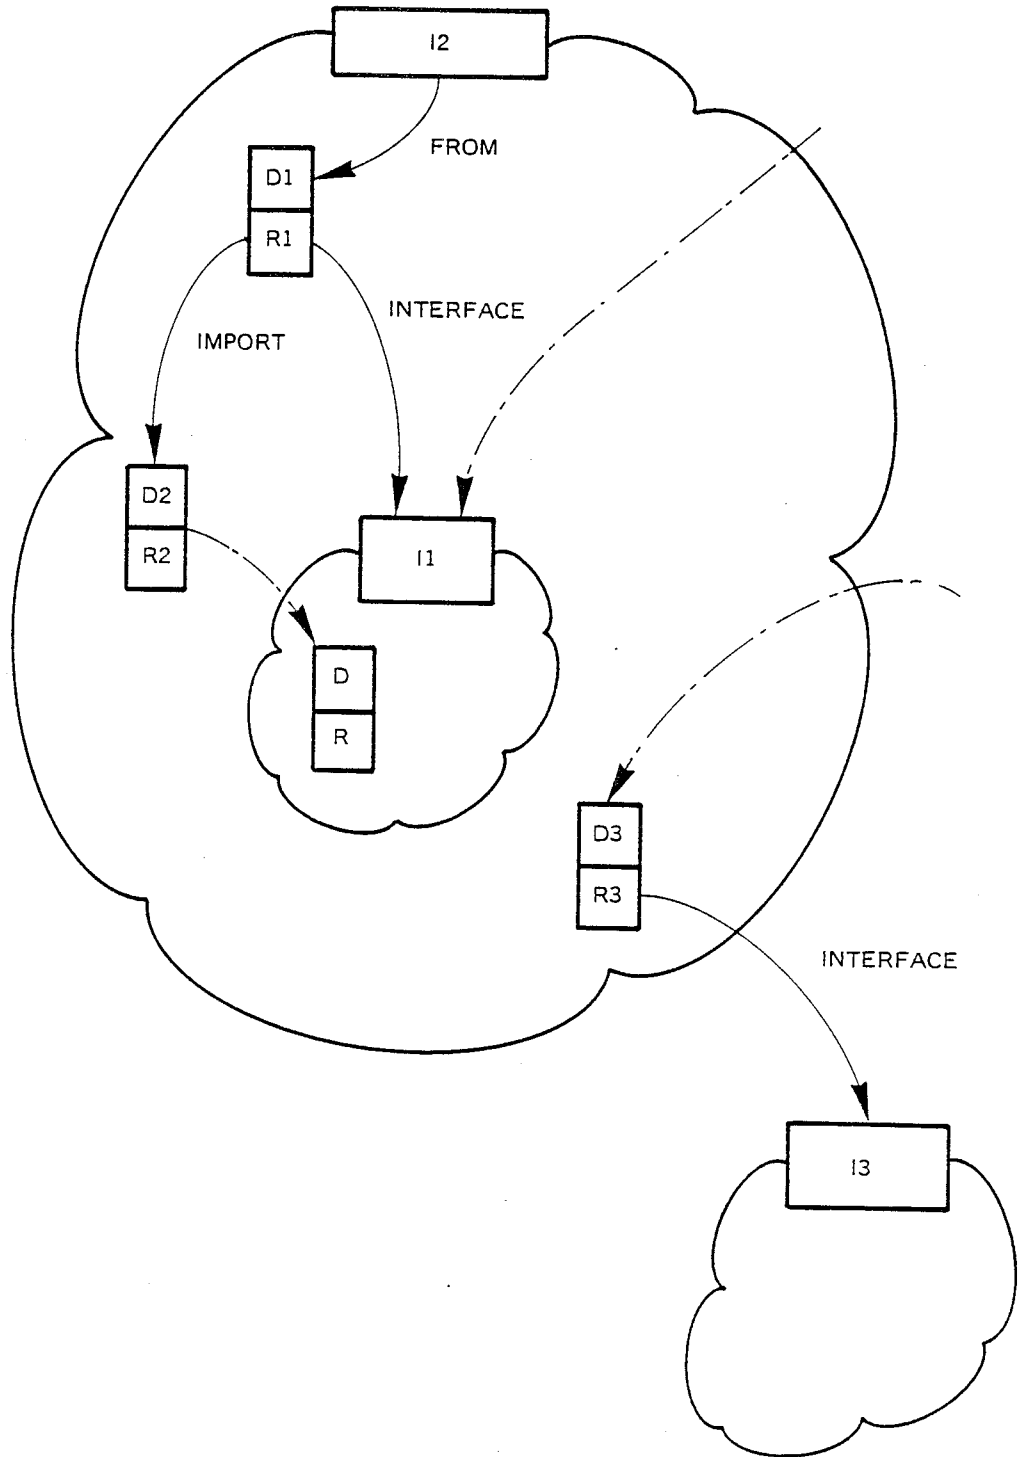 I2
FROM
D1
R1
INTERFACE
IMPORT
D2
R2
I1
D
R
D3
R3
INTERFACE
I3